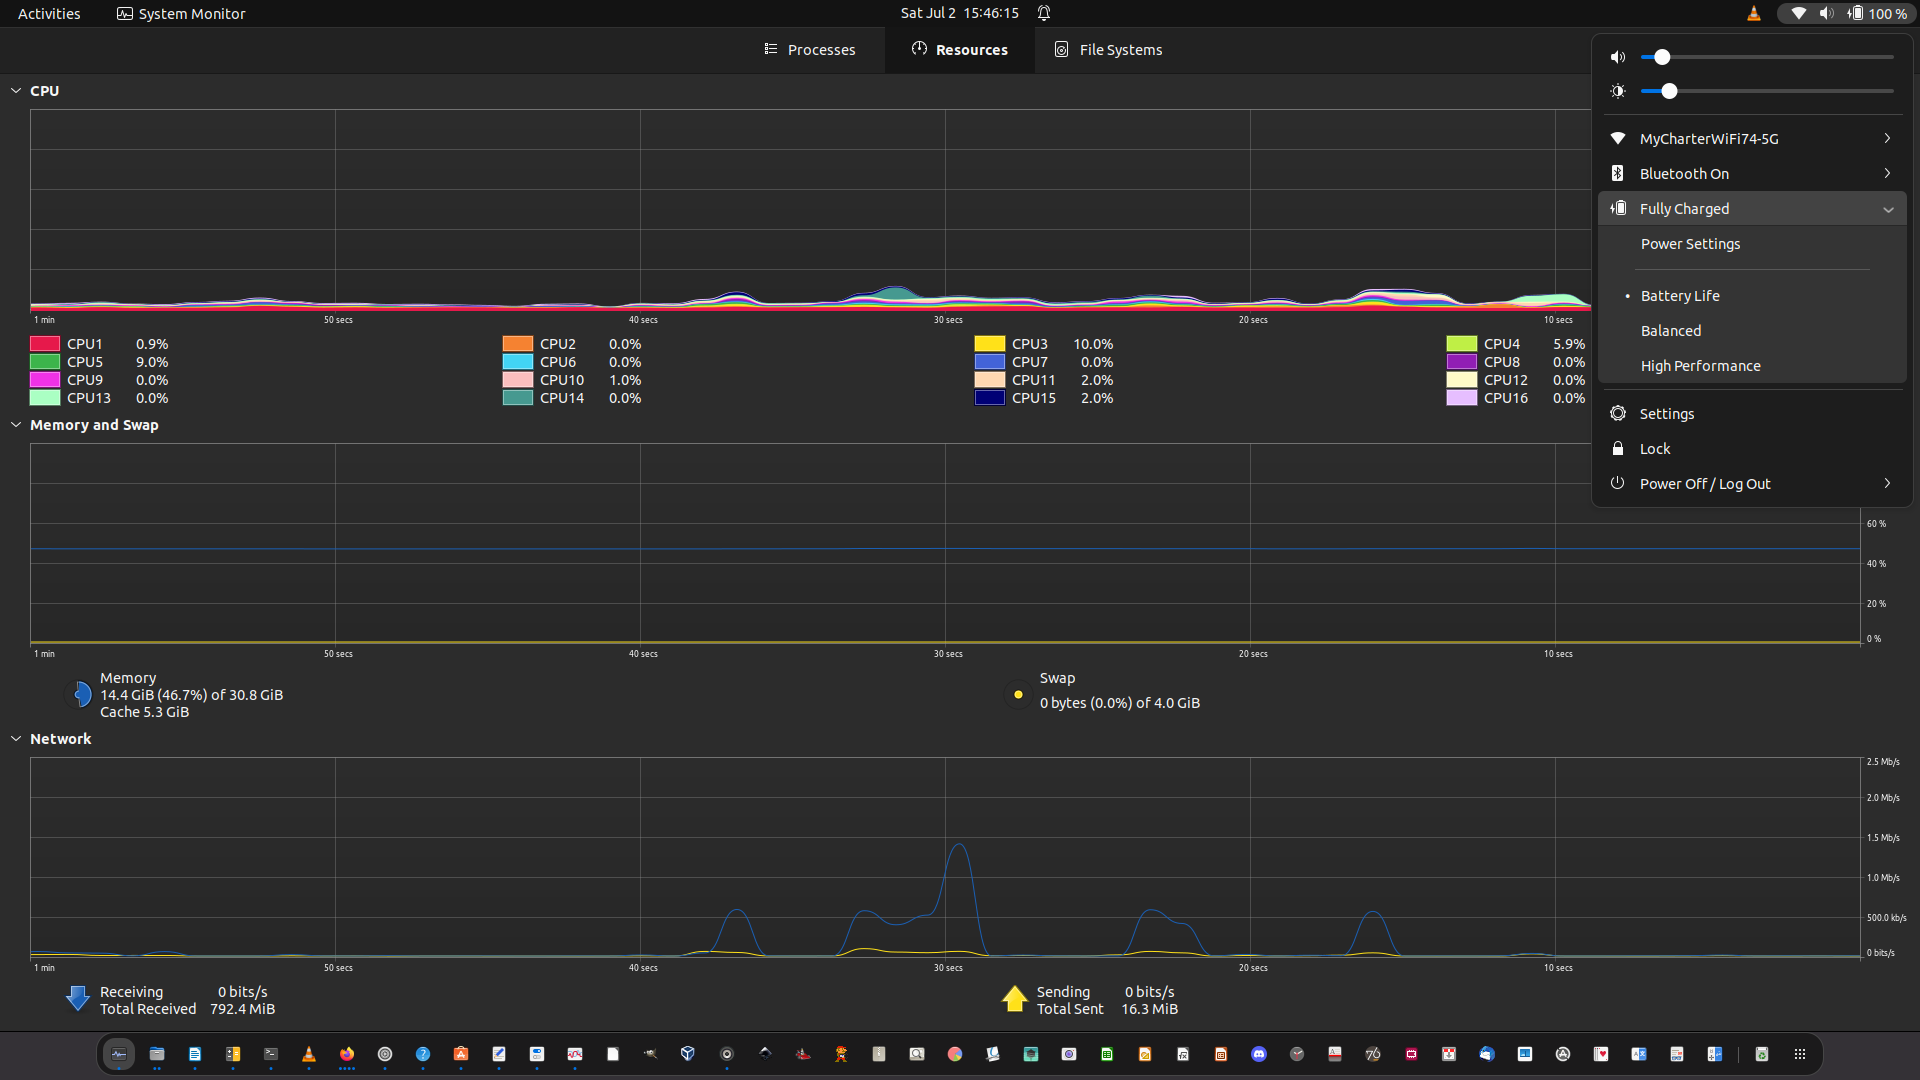 Activities
System Monitor
Sat Jul 2 15:46:15
100 %
Processes
Resources
File Systems
CPU
1 min
50 secs
40 secs
30 secs
20 secs
10 secs
CPU1 0.9%
CPU2 0.0%
CPU3 10.0%
CPU4 5.9%
CPU5 9.0%
CPU6 0.0%
CPU7 0.0%
CPU8 0.0%
CPU9 0.0%
CPU10 1.0%
CPU11 2.0%
CPU12 0.0%
CPU13 0.0%
CPU14 0.0%
CPU15 2.0%
CPU16 0.0%
MyCharterWiFi74-5G
Bluetooth On
Fully Charged
Power Settings
Battery Life
Balanced
High Performance
Settings
Lock
Power Off / Log Out
Memory and Swap
60 %
40 %
20 %
0 %
1 min
50 secs
40 secs
30 secs
20 secs
10 secs
Memory
14.4 GiB (46.7%) of 30.8 GiB
Cache 5.3 GiB
Swap
0 bytes (0.0%) of 4.0 GiB
Network
2.5 Mb/s
2.0 Mb/s
1.5 Mb/s
1.0 Mb/s
500.0 kb/s
0 bits/s
1 min
50 secs
40 secs
30 secs
20 secs
10 secs
Receiving 0 bits/s
Total Received 792.4 MiB
Sending 0 bits/s
Total Sent 16.3 MiB
76